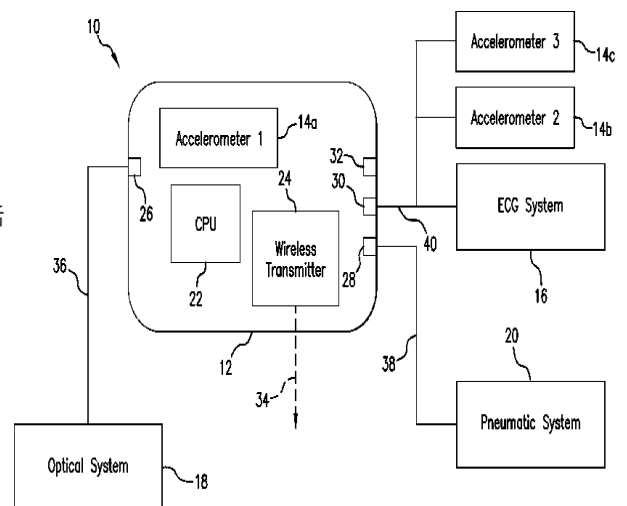 10
Accelerometer 3
14c
Accelerometer 1
14a
Accelerometer 2
14b
32
26
24
30
CPU
Wireless
Transmitter
ECG System
22
28
40
16
36
12
38
20
34
Pneumatic System
Optical System
18